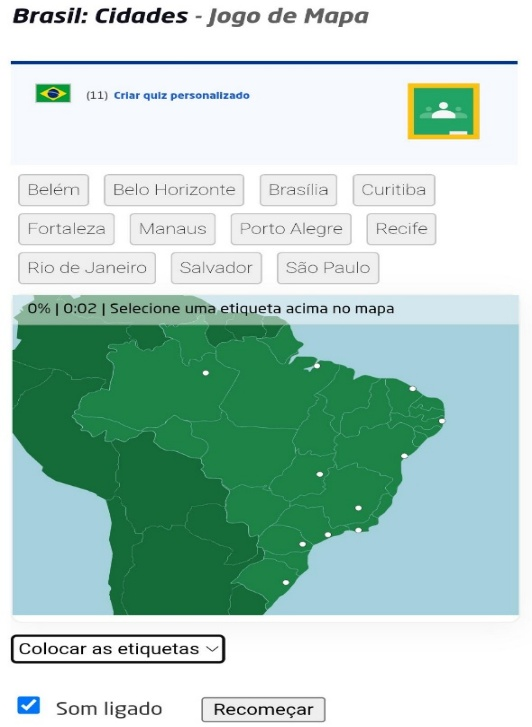 Brasil: Cidades - Jogo de Mapa
(11) Criar quiz personalizado
Belém Belo Horizonte Brasília Curitiba
Fortaleza Manaus Porto Alegre Recife
Rio de Janeiro Salvador São Paulo
0% | 0:02 | Selecione uma etiqueta acima no mapa
Colocar as etiquetas
Som ligado Recomeçar